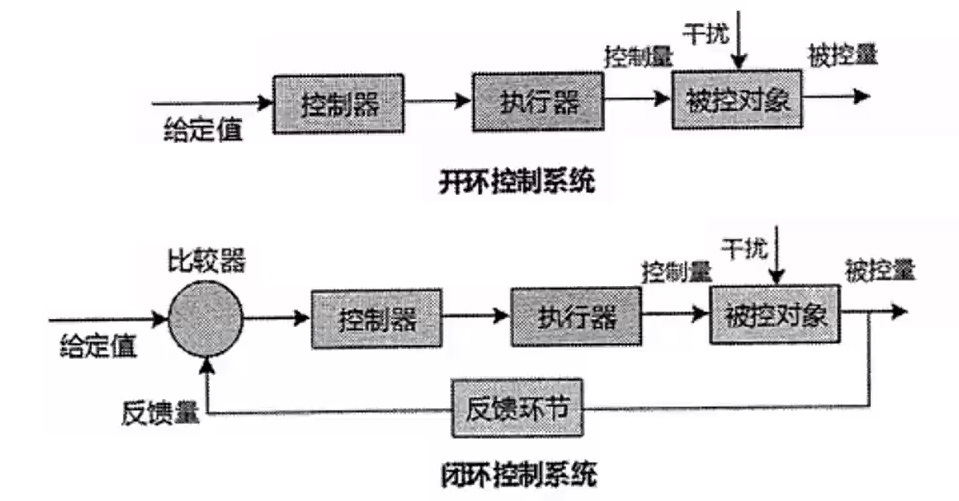 干扰
控制量
被控量
控制器
执行器
被控对象
给定值
开环控制系统
干扰
比较器
控制量
被控量
控制器
执行器
被控对象
给定值
反馈量
反馈环节
闭环控制系统